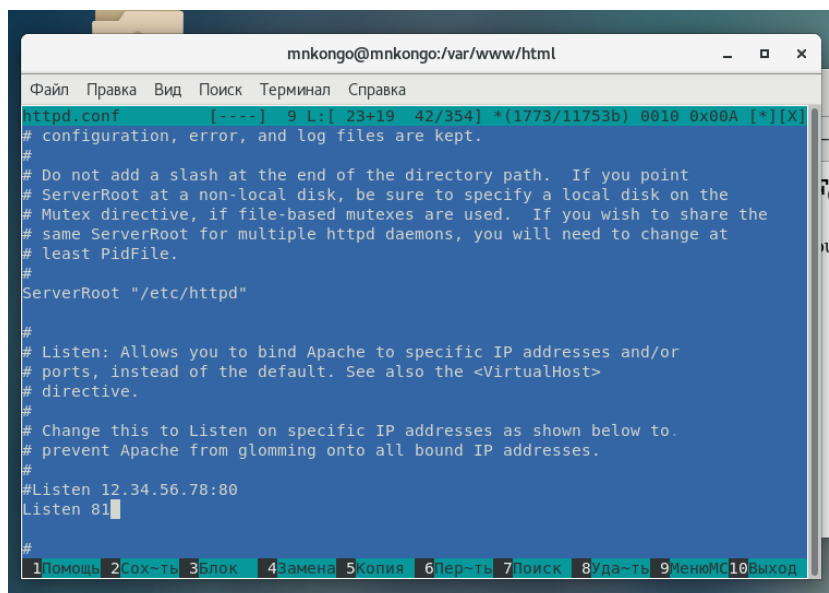 mnkongo@mnkongo:/var/www/html
Файл Правка Вид Поиск Терминал Справка
httpd.conf [----] 9 L:[ 23+19 42/354] *(1773/11753b) 0010 0x00A [*][X]
# configuration, error, and log files are kept.
#
# Do not add a slash at the end of the directory path.  If you point
# ServerRoot at a non-local disk, be sure to specify a local disk on the
# Mutex directive, if file-based mutexes are used.  If you wish to share the
# same ServerRoot for multiple httpd daemons, you will need to change at
# least PidFile.
#
ServerRoot "/etc/httpd"
#
# Listen: Allows you to bind Apache to specific IP addresses and/or
# ports, instead of the default. See also the <VirtualHost>
# directive.
#
# Change this to Listen on specific IP addresses as shown below to.
# prevent Apache from glomming onto all bound IP addresses.
#
#Listen 12.34.56.78:80
Listen 81
#
1Помощь 2Сох~ть 3Блок 4Замена 5Копия 6Пер~ть 7Поиск 8Уда~ть 9МенюMC 10Выход